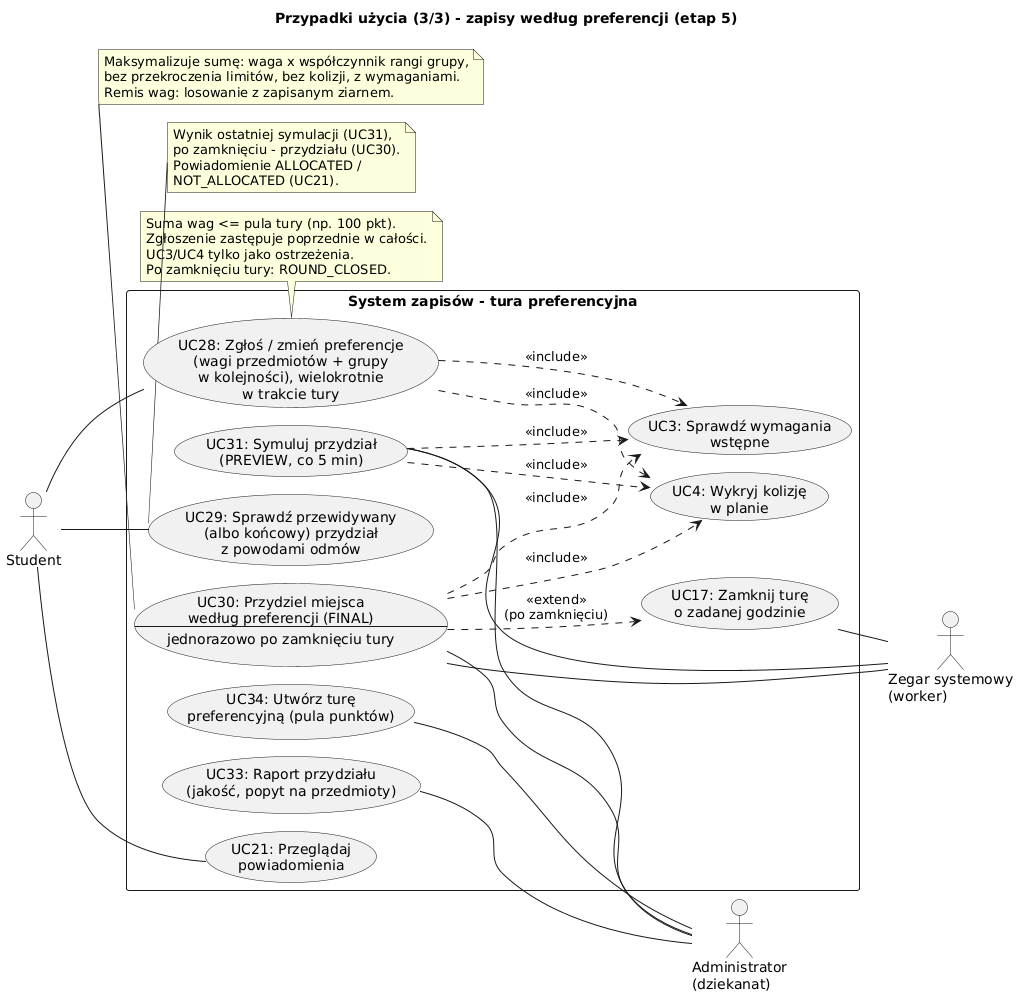 Przypadki użycia (3/3) - zapisy według preferencji (etap 5)
Maksymalizuje sumę: waga x współczynnik rangi grupy,
bez przekroczenia limitów, bez kolizji, z wymaganiami.
Remis wag: losowanie z zapisanym ziarnem.
Wynik ostatniej symulacji (UC31),
po zamknięciu - przydziału (UC30).
Powiadomienie ALLOCATED /
NOT_ALLOCATED (UC21).
Suma wag <= pula tury (np. 100 pkt).
Zgłoszenie zastępuje poprzednie w całości.
UC3/UC4 tylko jako ostrzeżenia.
Po zamknięciu tury: ROUND_CLOSED.
System zapisów - tura preferencyjna
UC28: Zgłoś / zmień preferencje
(wagi przedmiotów + grupy
w kolejności), wielokrotnie
w trakcie tury
«include»
«include»
UC3: Sprawdź wymagania
wstępne
UC31: Symuluj przydział
(PREVIEW, co 5 min)
«include»
«include»
UC4: Wykryj kolizję
w planie
«include»
UC29: Sprawdź przewidywany
(albo końcowy) przydział
z powodami odmów
Student
«include»
UC30: Przydziel miejsca
według preferencji (FINAL)
jednorazowo po zamknięciu tury
«extend»
(po zamknięciu)
UC17: Zamknij turę
o zadanej godzinie
Zegar systemowy
(worker)
UC34: Utwórz turę
preferencyjną (pula punktów)
UC33: Raport przydziału
(jakość, popyt na przedmioty)
UC21: Przeglądaj
powiadomienia
Administrator
(dziekanat)